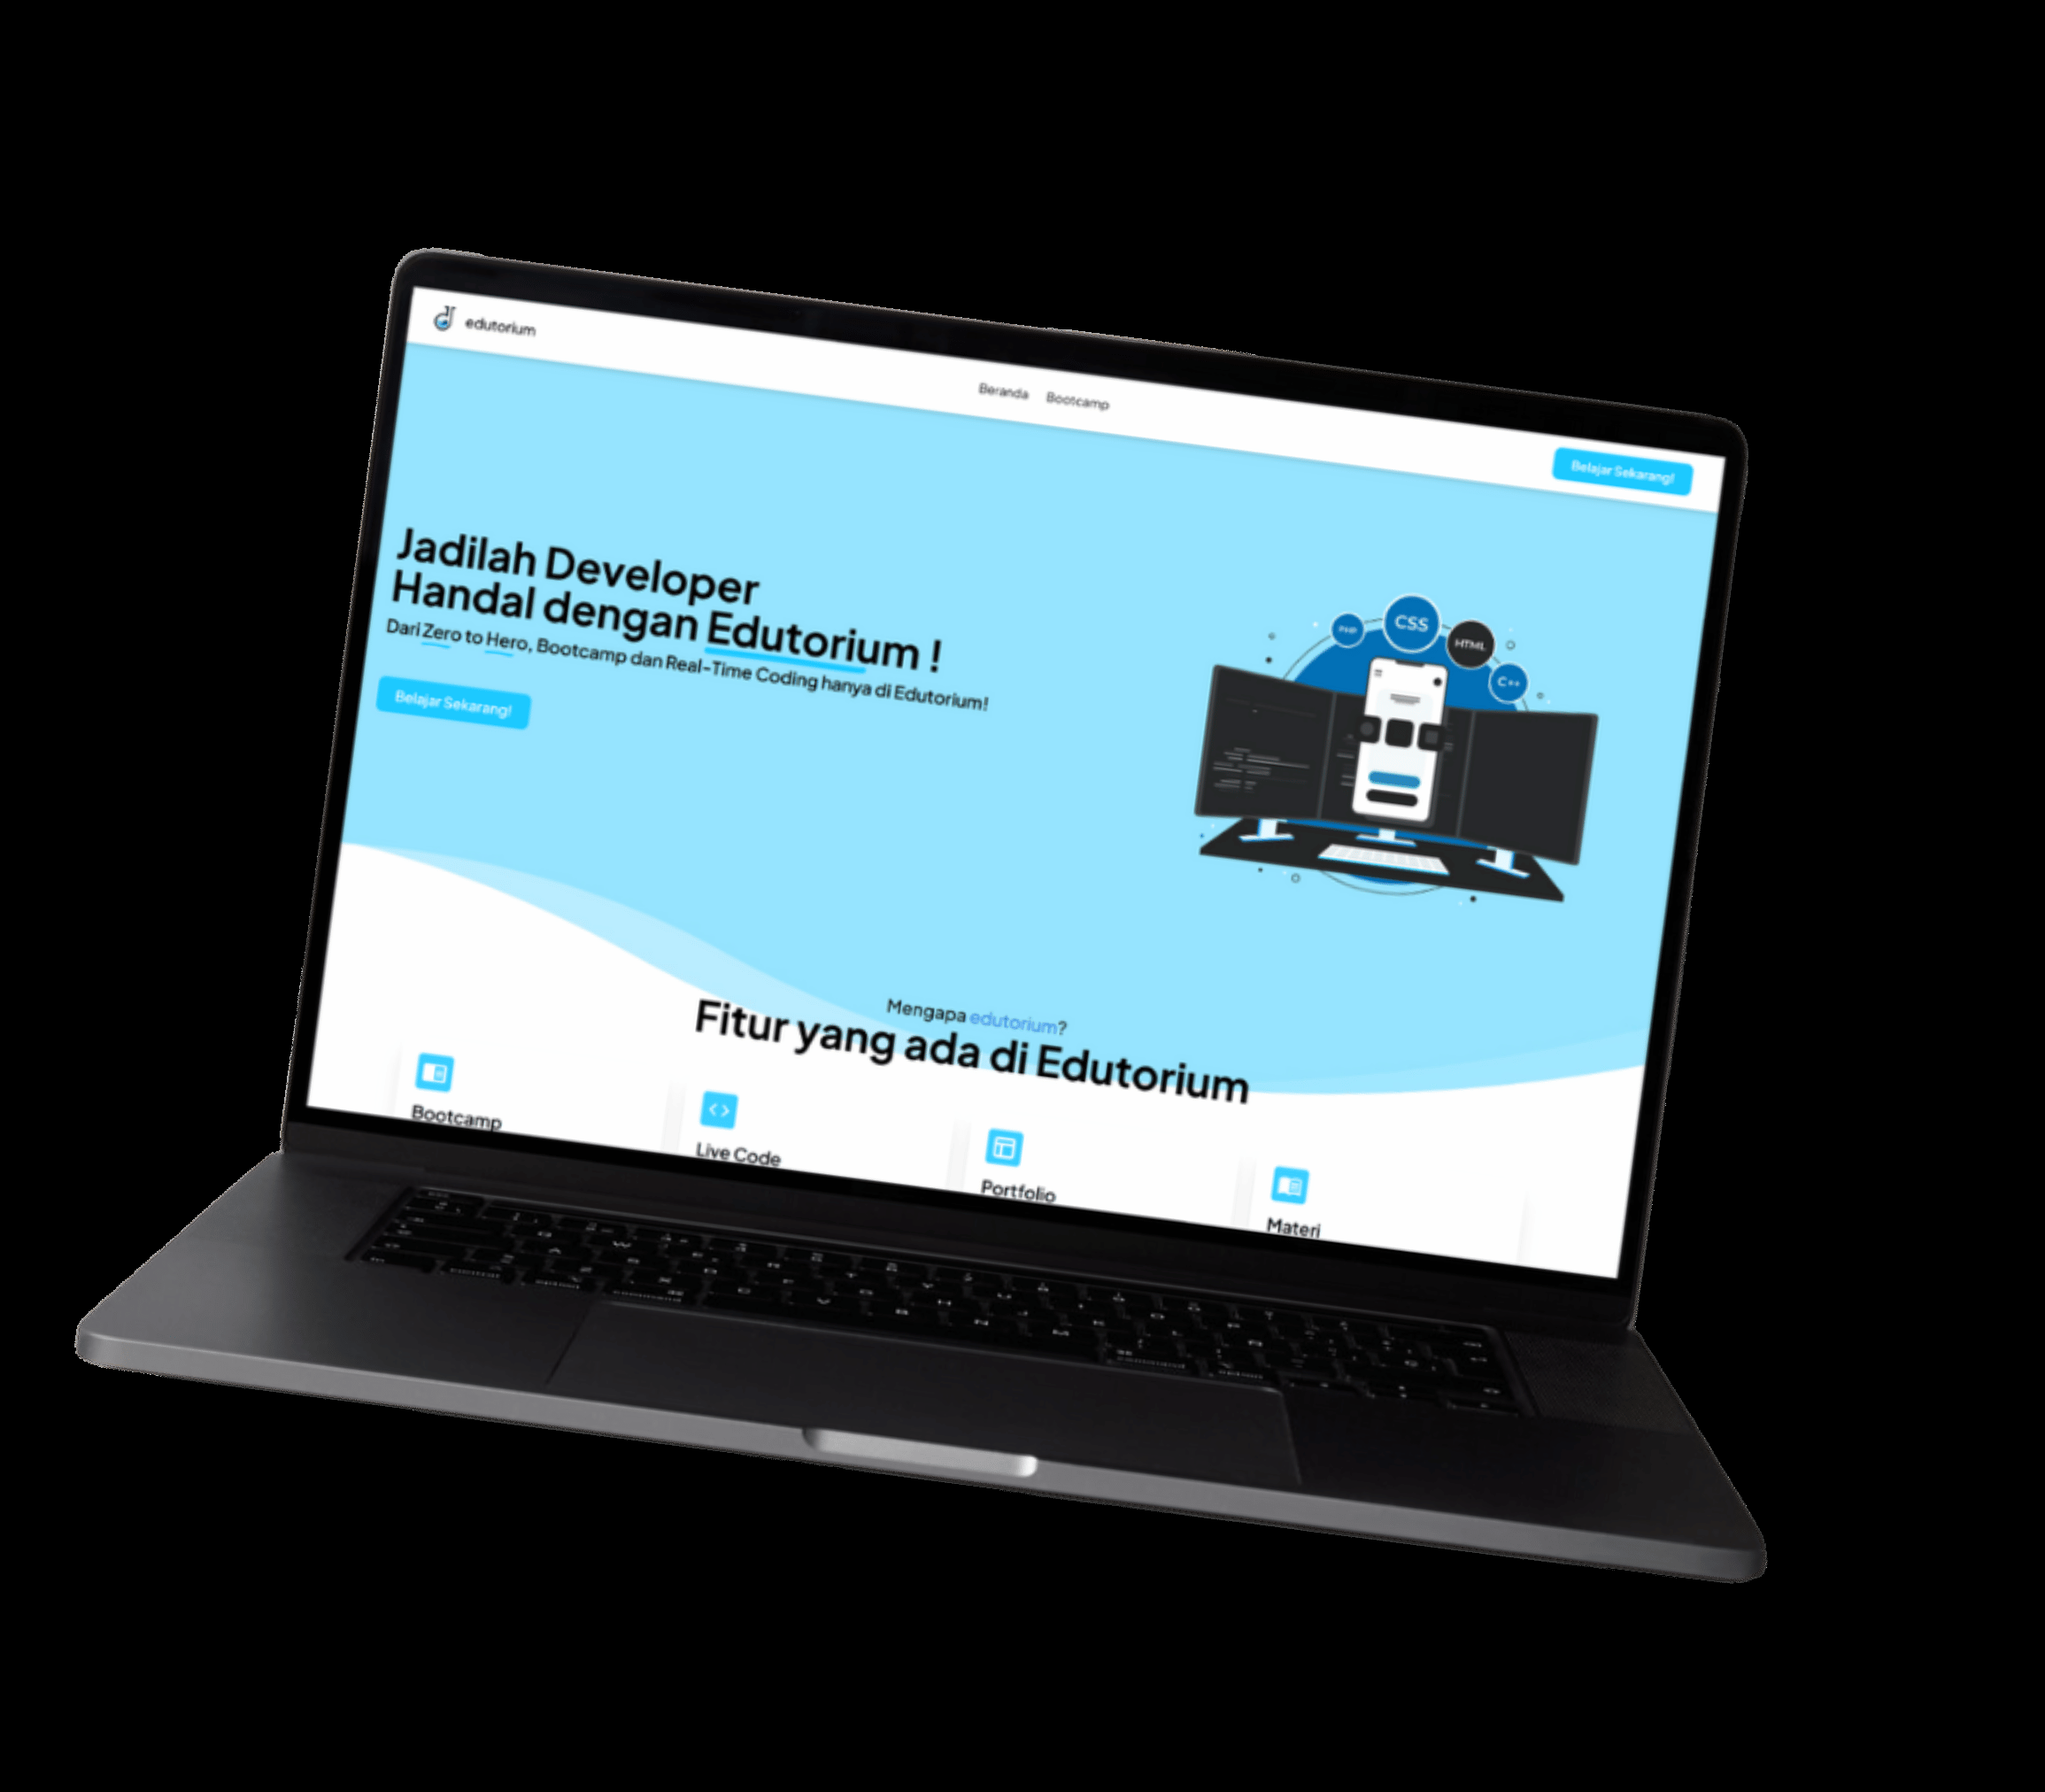 edutorium
Beranda Bootcamp
Belajar Sekarang!
Jadilah Developer
Handal dengan Edutorium !
Dari Zero to Hero, Bootcamp dan Real-Time Coding hanya di Edutorium!
Belajar Sekarang!
PHP
CSS
HTML
C++
Mengapa edutorium?
Fitur yang ada di Edutorium
Bootcamp
Live Code
Portfolio
Materi